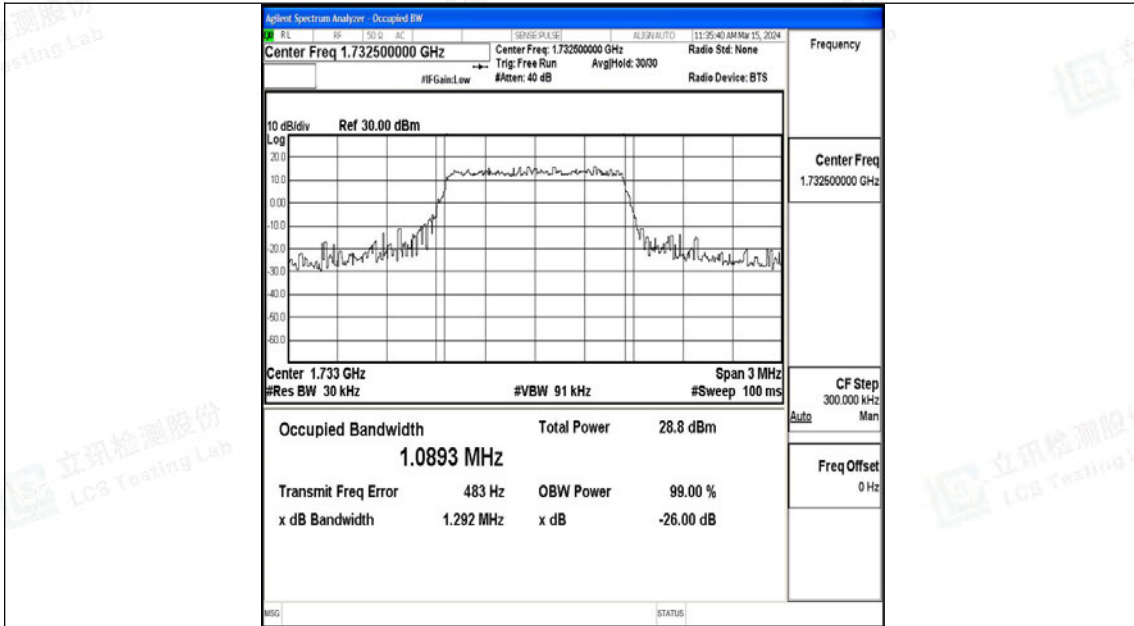 Agilent Spectrum Analyzer - Occupied BW
RL RF 50 Ω AC SENSE:PULSE ALIGN AUTO 11:35:40 AM Mar 15, 2024
Center Freq 1.732500000 GHz
Center Freq: 1.732500000 GHz Radio Std: None
Trig: Free Run Avg|Hold: 30/30
#IFGain:Low #Atten: 40 dB Radio Device: BTS
10 dB/div Ref 30.00 dBm
Log
20.0
10.0
0.00
-10.0
-20.0
-30.0
-40.0
-50.0
-60.0
Center 1.733 GHz Span 3 MHz
#Res BW 30 kHz #VBW 91 kHz #Sweep 100 ms
Occupied Bandwidth Total Power 28.8 dBm
1.0893 MHz
Transmit Freq Error 483 Hz OBW Power 99.00 %
x dB Bandwidth 1.292 MHz x dB -26.00 dB
MSG STATUS
Frequency
Center Freq
1.732500000 GHz
CF Step
300.000 kHz
Auto Man
Freq Offset
0 Hz
立讯检测股份
LCS Testing Lab
立讯检测股份
LCS Testing